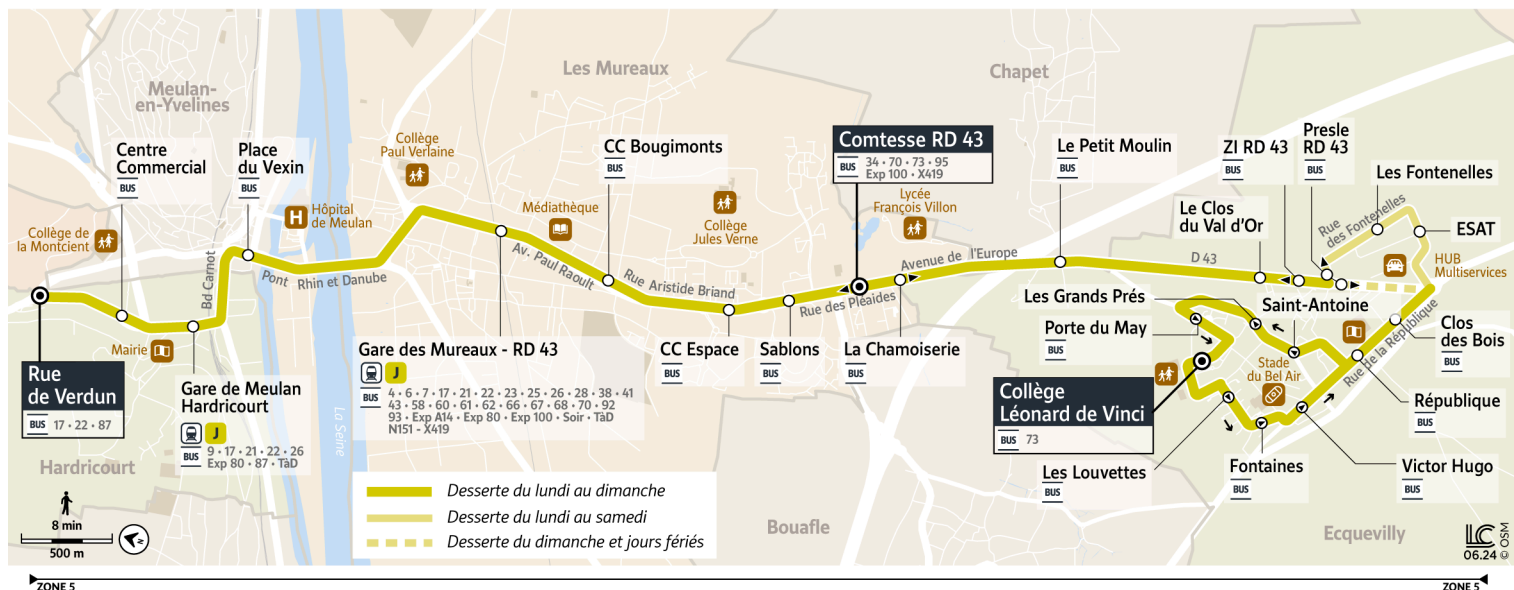 Meulan-
en-Yvelines
Les Mureaux
Chapet
Centre
Commercial
BUS
Place
du Vexin
BUS
Collège
Paul Verlaine
CC Bougimonts
BUS
Comtesse RD 43
BUS
34 • 70 • 73 • 95
Exp 100 • X419
Le Petit Moulin
BUS
ZI RD 43
BUS
Presle
RD 43
BUS
Les Fontenelles
Rue
des Fontenelles
ESAT
HUB
Multiservices
Collège de
la Montcient
H
Hôpital
de Meulan
Médiathèque
Collège
Jules Verne
Lycée
François Villon
Le Clos
du Val d'Or
Bd Carnot
Pont Rhin et Danube
Av. Paul Raoult
Rue Aristide Briand
Rue des Pléaides
Avenue de l'Europe
D 43
Rue de la République
La Seine
Mairie
Rue
de Verdun
BUS
17 • 22 • 87
Gare de Meulan
Hardricourt
J
BUS
9 • 17 • 21 • 22 • 26
Exp 80 • 87 • TàD
Gare des Mureaux - RD 43
J
BUS
4 • 6 • 7 • 17 • 21 • 22 • 23 • 25 • 26 • 28 • 38 • 41
43 • 58 • 60 • 61 • 62 • 66 • 67 • 68 • 70 • 92
93 • Exp A14 • Exp 80 • Exp 100 • Soir • TàD
N151 - X419
CC Espace
BUS
Sablons
BUS
La Chamoiserie
BUS
Les Grands Prés
Porte du May
BUS
Saint-Antoine
Stade
du Bel Air
Clos
des Bois
BUS
Collège
Léonard de Vinci
BUS
73
République
BUS
Les Louvettes
BUS
Fontaines
BUS
Victor Hugo
BUS
Hardricourt
Bouafle
Ecquevilly
8 min
500 m
N
Desserte du lundi au dimanche
Desserte du lundi au samedi
Desserte du dimanche et jours fériés
LC
06.24 © OSM
ZONE 5
ZONE 5